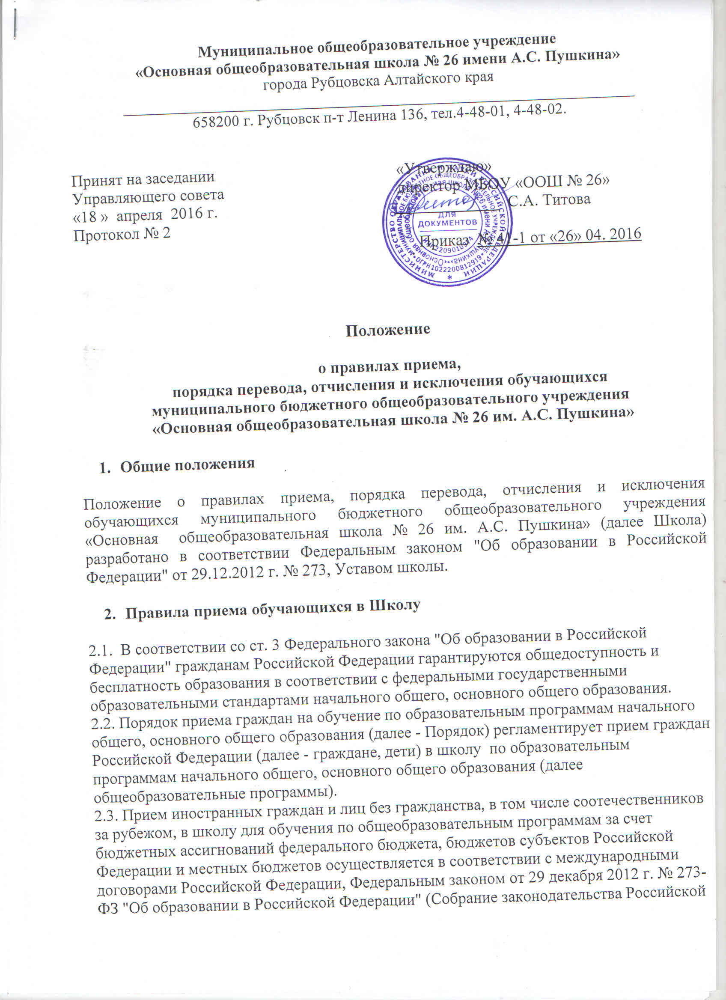 Муниципальное общеобразовательное учреждение
«Основная общеобразовательная школа № 26 имени А.С. Пушкина»
города Рубцовска Алтайского края
658200 г. Рубцовск п-т Ленина 136, тел.4-48-01, 4-48-02.
Принят на заседании
Управляющего совета
«18 » апреля 2016 г.
Протокол № 2
«Утверждаю»
директор МБОУ «ООШ № 26»
С.А. Титова
Приказ № 41-1 от «26» 04. 2016
МИНИСТЕРСТВО ОБРАЗОВАНИЯ И НАУКИ РОССИЙСКОЙ ФЕДЕРАЦИИ
ОГРН 1022200812919
ДЛЯ
ДОКУМЕНТОВ
Положение
о правилах приема,
порядка перевода, отчисления и исключения обучающихся
муниципального бюджетного общеобразовательного учреждения
«Основная общеобразовательная школа № 26 им. А.С. Пушкина»
1. Общие положения
Положение о правилах приема, порядка перевода, отчисления и исключения
обучающихся муниципального бюджетного общеобразовательного учреждения
«Основная общеобразовательная школа № 26 им. А.С. Пушкина» (далее Школа)
разработано в соответствии Федеральным законом "Об образовании в Российской
Федерации" от 29.12.2012 г. № 273, Уставом школы.
2. Правила приема обучающихся в Школу
2.1. В соответствии со ст. 3 Федерального закона "Об образовании в Российской
Федерации" гражданам Российской Федерации гарантируются общедоступность и
бесплатность образования в соответствии с федеральными государственными
образовательными стандартами начального общего, основного общего образования.
2.2. Порядок приема граждан на обучение по образовательным программам начального
общего, основного общего образования (далее - Порядок) регламентирует прием граждан
Российской Федерации (далее - граждане, дети) в школу по образовательным
программам начального общего, основного общего образования (далее
общеобразовательные программы).
2.3. Прием иностранных граждан и лиц без гражданства, в том числе соотечественников
за рубежом, в школу для обучения по общеобразовательным программам за счет
бюджетных ассигнований федерального бюджета, бюджетов субъектов Российской
Федерации и местных бюджетов осуществляется в соответствии с международными
договорами Российской Федерации, Федеральным законом от 29 декабря 2012 г. № 273-
ФЗ "Об образовании в Российской Федерации" (Собрание законодательства Российской